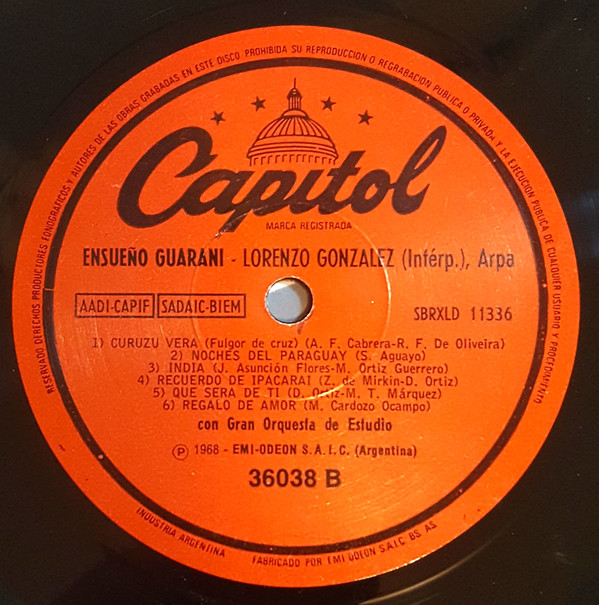 RESERVADO DERECHOS PRODUCTORES FONOGRAFICOS Y AUTORES DE LAS OBRAS GRABADAS EN ESTE DISCO PROHIBIDA SU REPRODUCCION O REGRABACION PUBLICA O PRIVADA Y LA EJECUCION PUBLICA DE CUALQUIER USUARIO Y PROCEDIMIENTO
Capitol
MARCA REGISTRADA
ENSUEÑO GUARANI - LORENZO GONZALEZ (Intérp.), Arpa
AADI-CAPIF SADAIC-BIEM SBRXLD 11336
1) CURUZU VERA (Fulgor de cruz) (A. F. Cabrera-R. F. De Oliveira)
2) NOCHES DEL PARAGUAY (S. Aguayo)
3) INDIA (J. Asunción Flores-M. Ortiz Guerrero)
4) RECUERDO DE IPACARAI (Z. de Mirkin-D. Ortiz)
5) QUE SERA DE TI (D. Ortiz-M. T. Márquez)
6) REGALO DE AMOR (M. Cardozo Ocampo)
con Gran Orquesta de Estudio
℗ 1968 - EMI-ODEON S.A.I.C. (Argentina)
36038 B
INDUSTRIA ARGENTINA FABRICADO POR EMI ODEON S.A.I.C BS AS